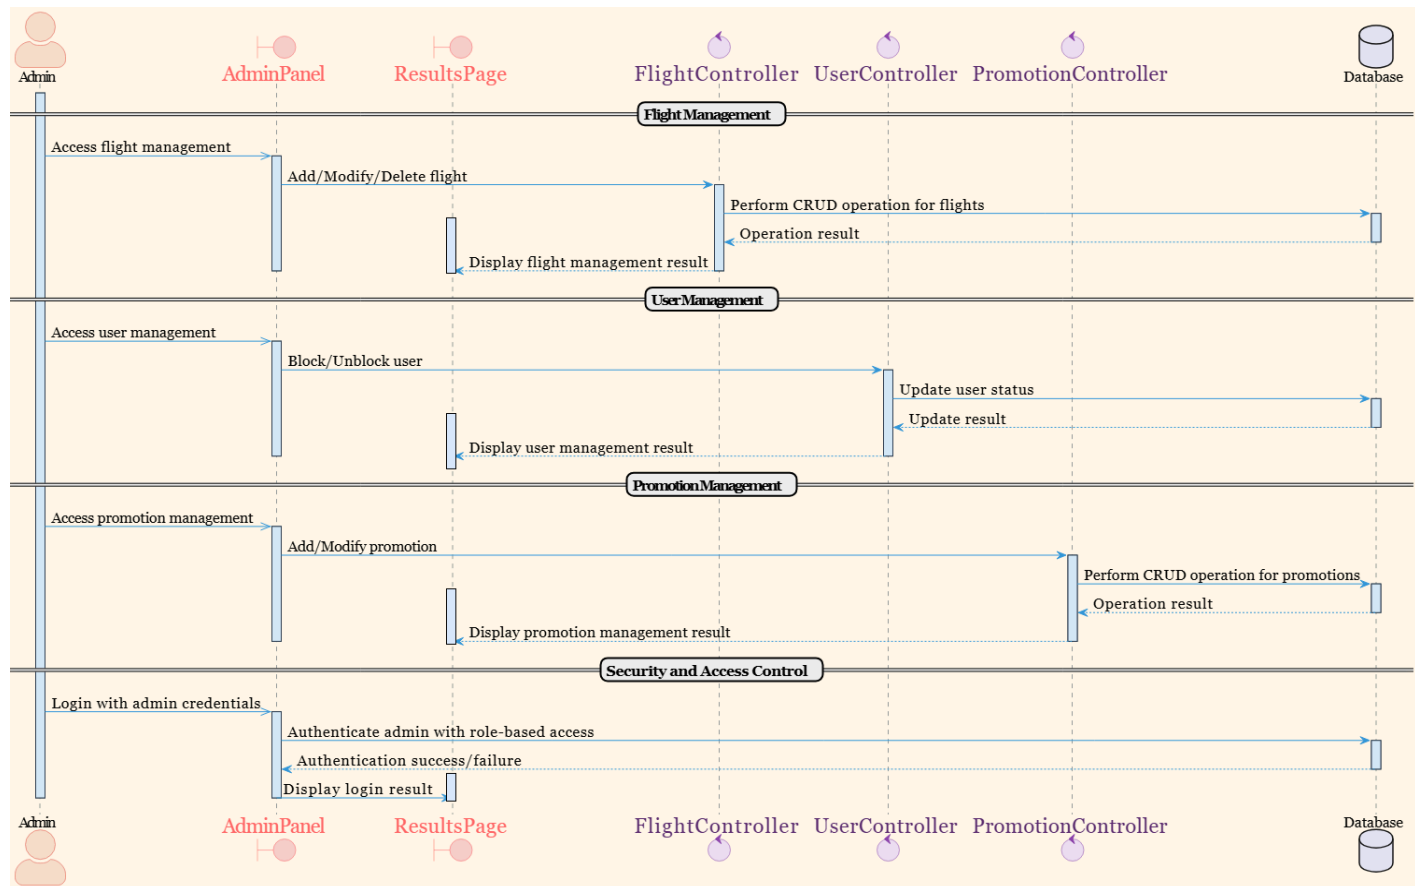 Admin
AdminPanel
ResultsPage
FlightController
UserController
PromotionController
Database
Flight Management
Access flight management
Add/Modify/Delete flight
Perform CRUD operation for flights
Operation result
Display flight management result
User Management
Access user management
Block/Unblock user
Update user status
Update result
Display user management result
Promotion Management
Access promotion management
Add/Modify promotion
Perform CRUD operation for promotions
Operation result
Display promotion management result
Security and Access Control
Login with admin credentials
Authenticate admin with role-based access
Authentication success/failure
Display login result
Admin
AdminPanel
ResultsPage
FlightController
UserController
PromotionController
Database